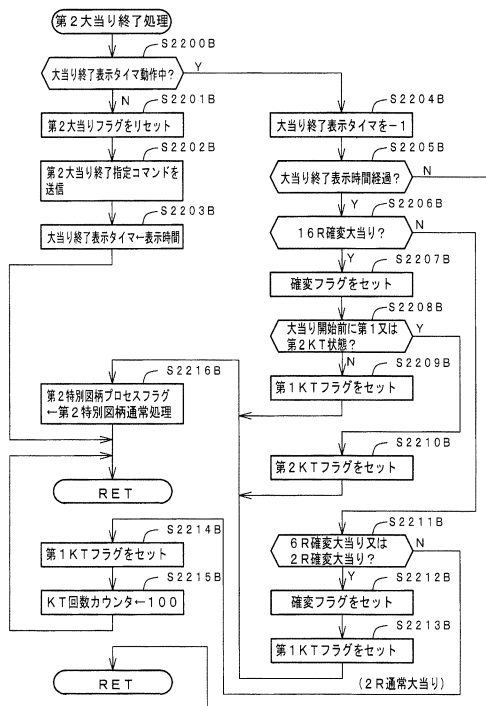 第2大当り終了処理
S2200B
大当り終了表示タイマ動作中?
Y
N
S2201B
第2大当りフラグをリセット
S2202B
第2大当り終了指定コマンドを
送信
S2203B
大当り終了表示タイマ←表示時間
S2204B
大当り終了表示タイマを-1
S2205B
大当り終了表示時間経過?
N
Y
S2206B
16R確変大当り?
N
Y
S2207B
確変フラグをセット
S2208B
大当り開始前に第1又は
第2KT状態?
Y
N
S2209B
第1KTフラグをセット
S2210B
第2KTフラグをセット
S2211B
6R確変大当り又は
2R確変大当り?
N
Y
S2212B
確変フラグをセット
S2213B
第1KTフラグをセット
(2R通常大当り)
S2216B
第2特別図柄プロセスフラグ
←第2特別図柄通常処理
RET
S2214B
第1KTフラグをセット
S2215B
KT回数カウンタ←100
RET